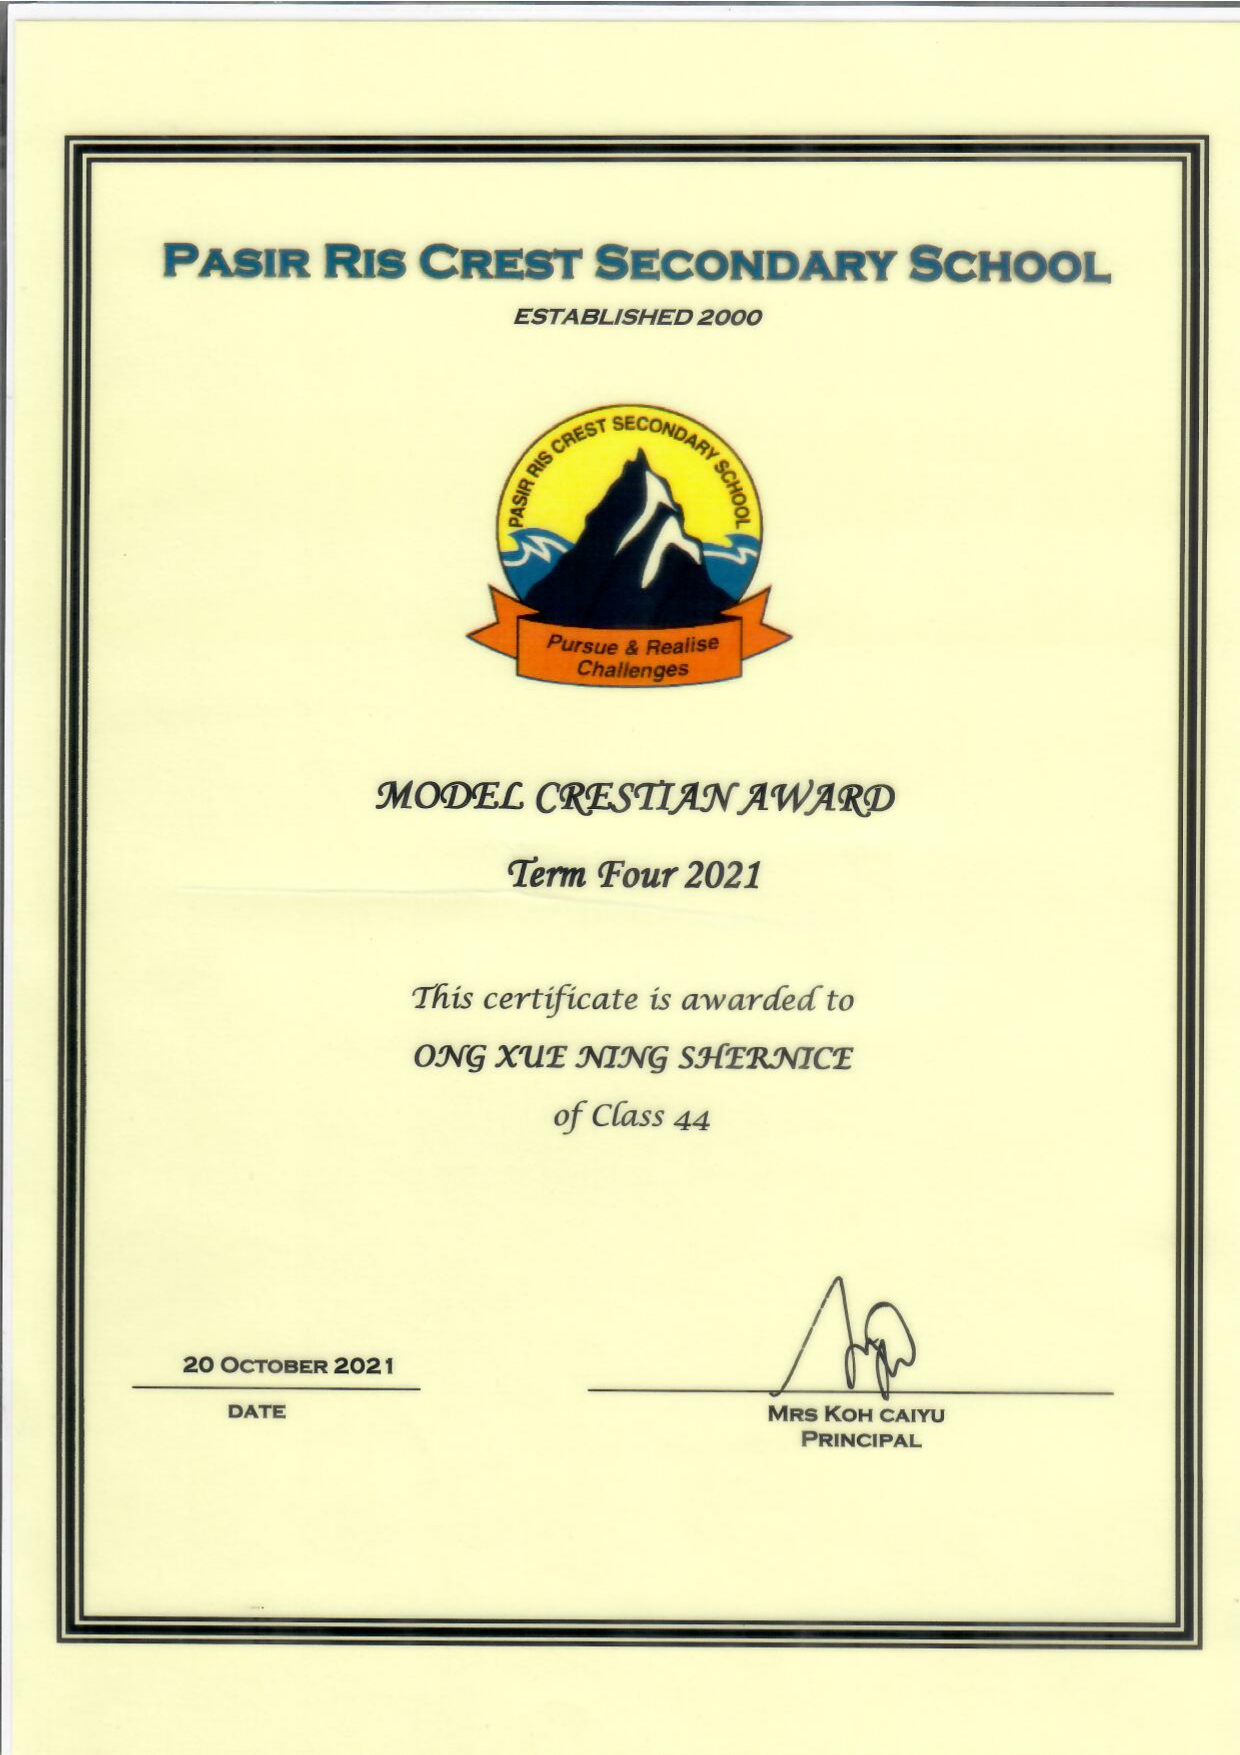 PASIR RIS CREST SECONDARY SCHOOL
ESTABLISHED 2000
PASIR RIS CREST SECONDARY SCHOOL
Pursue & Realise
Challenges
MODEL CRESTIAN AWARD
Term Four 2021
This certificate is awarded to
ONG XUE NING SHERNICE
of Class 44
20 OCTOBER 2021
DATE
MRS KOH CAIYU
PRINCIPAL